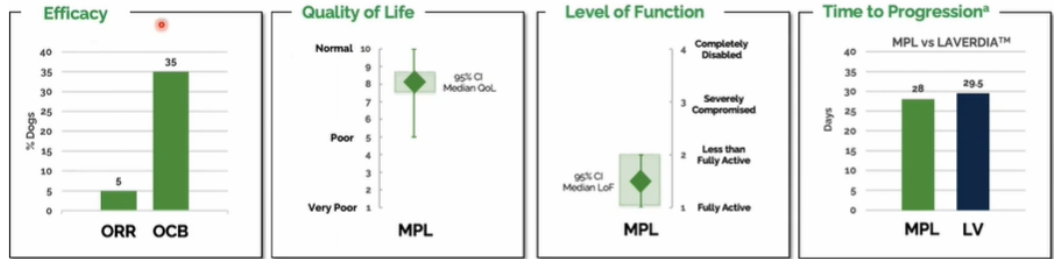 Efficacy
40
35
30
25
20
15
10
5
0
% Dogs
5
35
ORR OCB
Quality of Life
Normal 10
9
8
7
6
Poor 5
4
3
2
Very Poor 1
95% CI
Median QoL
MPL
Level of Function
4 Completely
Disabled
3 Severely
Compromised
2 Less than
Fully Active
1 Fully Active
95% CI
Median LoF
MPL
Time to Progressionª
MPL vs LAVERDIA™
40
35
30
25
20
15
10
5
0
Days
28
29.5
MPL LV